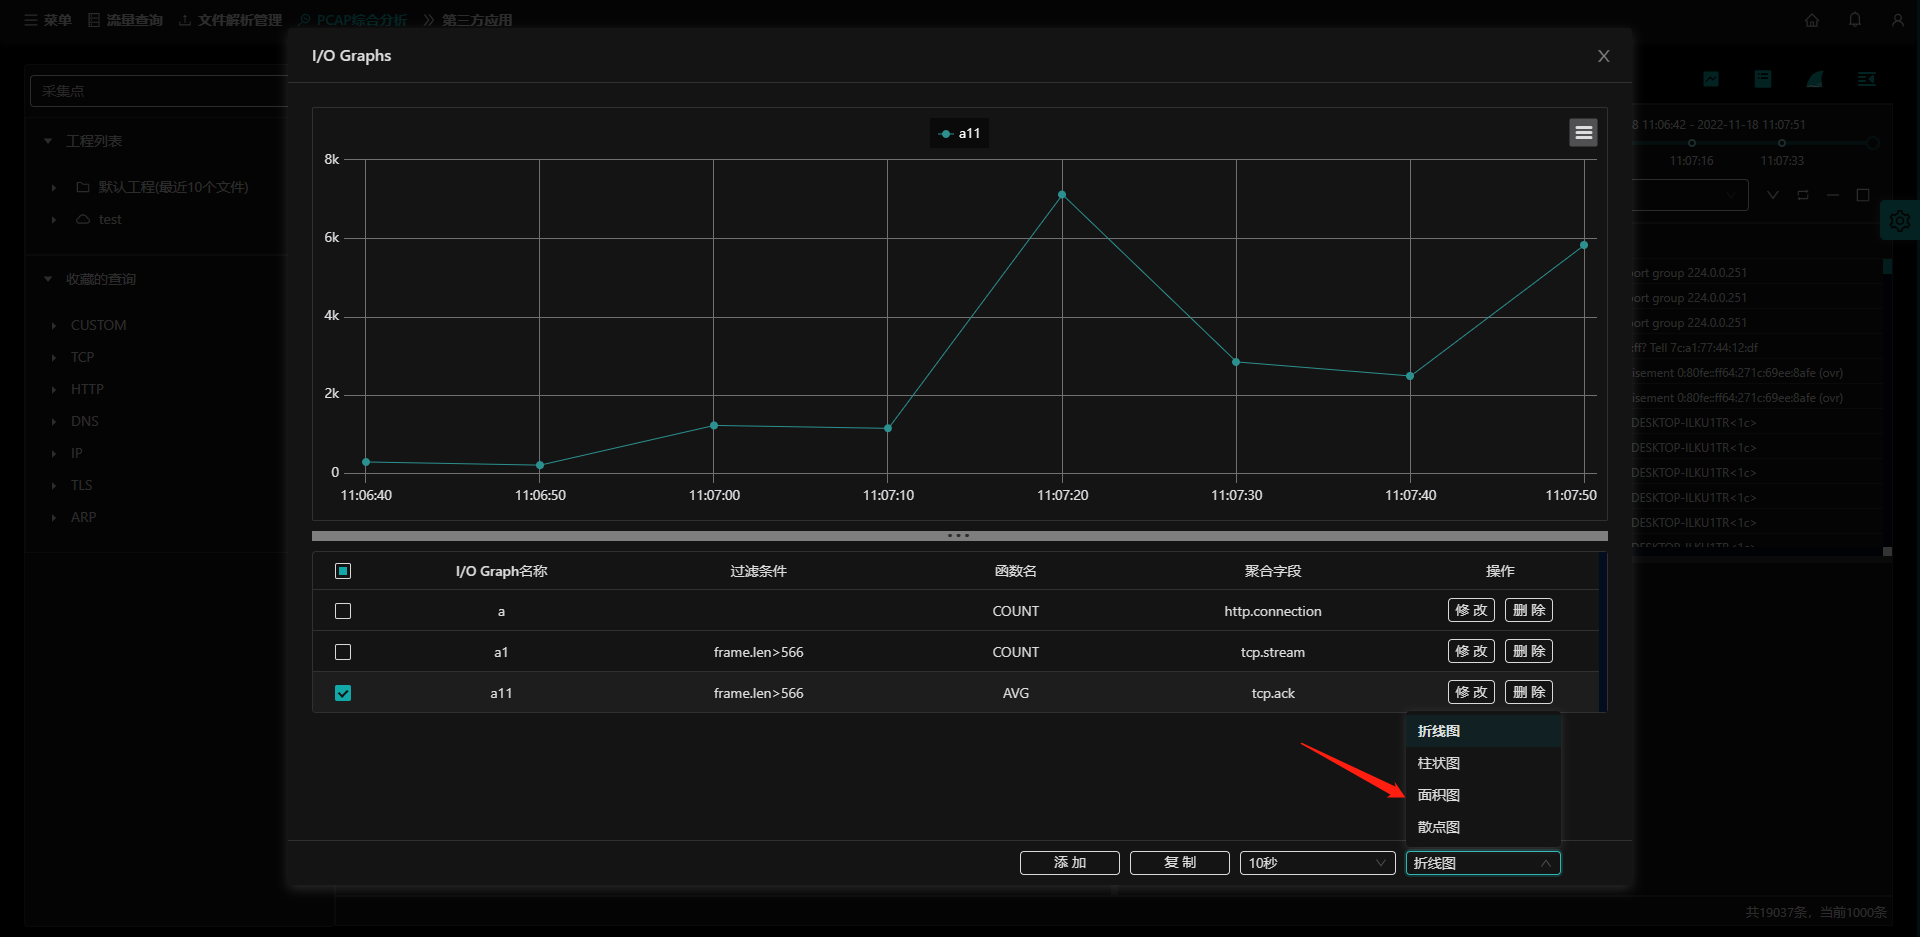 菜单 流量查询 文件解析管理 PCAP综合分析 第三方应用
I/O Graphs
X
采集点
工程列表
默认工程(最近10个文件)
test
收藏的查询
CUSTOM
TCP
HTTP
DNS
IP
TLS
ARP
a11
8k
6k
4k
2k
0
11:06:40 11:06:50 11:07:00 11:07:10 11:07:20 11:07:30 11:07:40 11:07:50
I/O Graph名称 过滤条件 函数名 聚合字段 操作
a COUNT http.connection 修 改 删 除
a1 frame.len>566 COUNT tcp.stream 修 改 删 除
a11 frame.len>566 AVG tcp.ack 修 改 删 除
折线图
柱状图
面积图
散点图
添 加 复 制 10秒 折线图
8 11:06:42 - 2022-11-18 11:07:51
11:07:16 11:07:33
ort group 224.0.0.251
ort group 224.0.0.251
ort group 224.0.0.251
:ff? Tell 7c:a1:77:44:12:df
isement 0:80fe::ff64:271c:69ee:8afe (ovr)
isement 0:80fe::ff64:271c:69ee:8afe (ovr)
DESKTOP-ILKU1TR<1c>
DESKTOP-ILKU1TR<1c>
DESKTOP-ILKU1TR<1c>
DESKTOP-ILKU1TR<1c>
DESKTOP-ILKU1TR<1c>
DESKTOP-ILKU1TR<1c>
共19037条，当前1000条